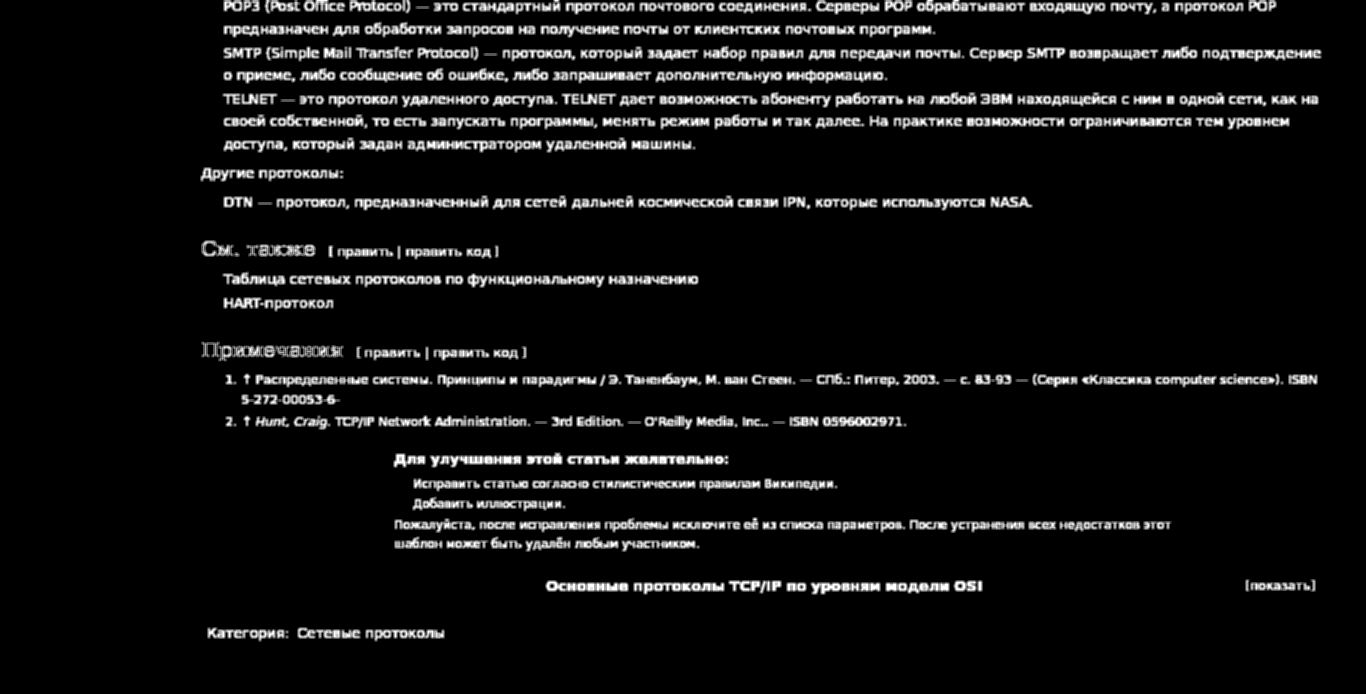 POP3 (Post Office Protocol) — это стандартный протокол почтового соединения. Серверы POP обрабатывают входящую почту, а протокол POP
предназначен для обработки запросов на получение почты от клиентских почтовых программ.
SMTP (Simple Mail Transfer Protocol) — протокол, который задает набор правил для передачи почты. Сервер SMTP возвращает либо подтверждение
о приеме, либо сообщение об ошибке, либо запрашивает дополнительную информацию.
TELNET — это протокол удаленного доступа. TELNET дает возможность абоненту работать на любой ЭВМ находящейся с ним в одной сети, как на
своей собственной, то есть запускать программы, менять режим работы и так далее. На практике возможности ограничиваются тем уровнем
доступа, который задан администратором удаленной машины.
Другие протоколы:
DTN — протокол, предназначенный для сетей дальней космической связи IPN, которые используются NASA.
См. также [ править | править код ]
Таблица сетевых протоколов по функциональному назначению
HART-протокол
Примечания [ править | править код ]
1. ↑ Распределенные системы. Принципы и парадигмы / Э. Таненбаум, М. ван Стеен. — СПб.: Питер, 2003. — с. 83-93 — (Серия «Классика computer science»). ISBN
5-272-00053-6-
2. ↑ Hunt, Craig. TCP/IP Network Administration. — 3rd Edition. — O'Reilly Media, Inc.. — ISBN 0596002971.
Для улучшения этой статьи желательно:
Исправить статью согласно стилистическим правилам Википедии.
Добавить иллюстрации.
Пожалуйста, после исправления проблемы исключите её из списка параметров. После устранения всех недостатков этот
шаблон может быть удалён любым участником.
Основные протоколы TCP/IP по уровням модели OSI [показать]
Категория: Сетевые протоколы